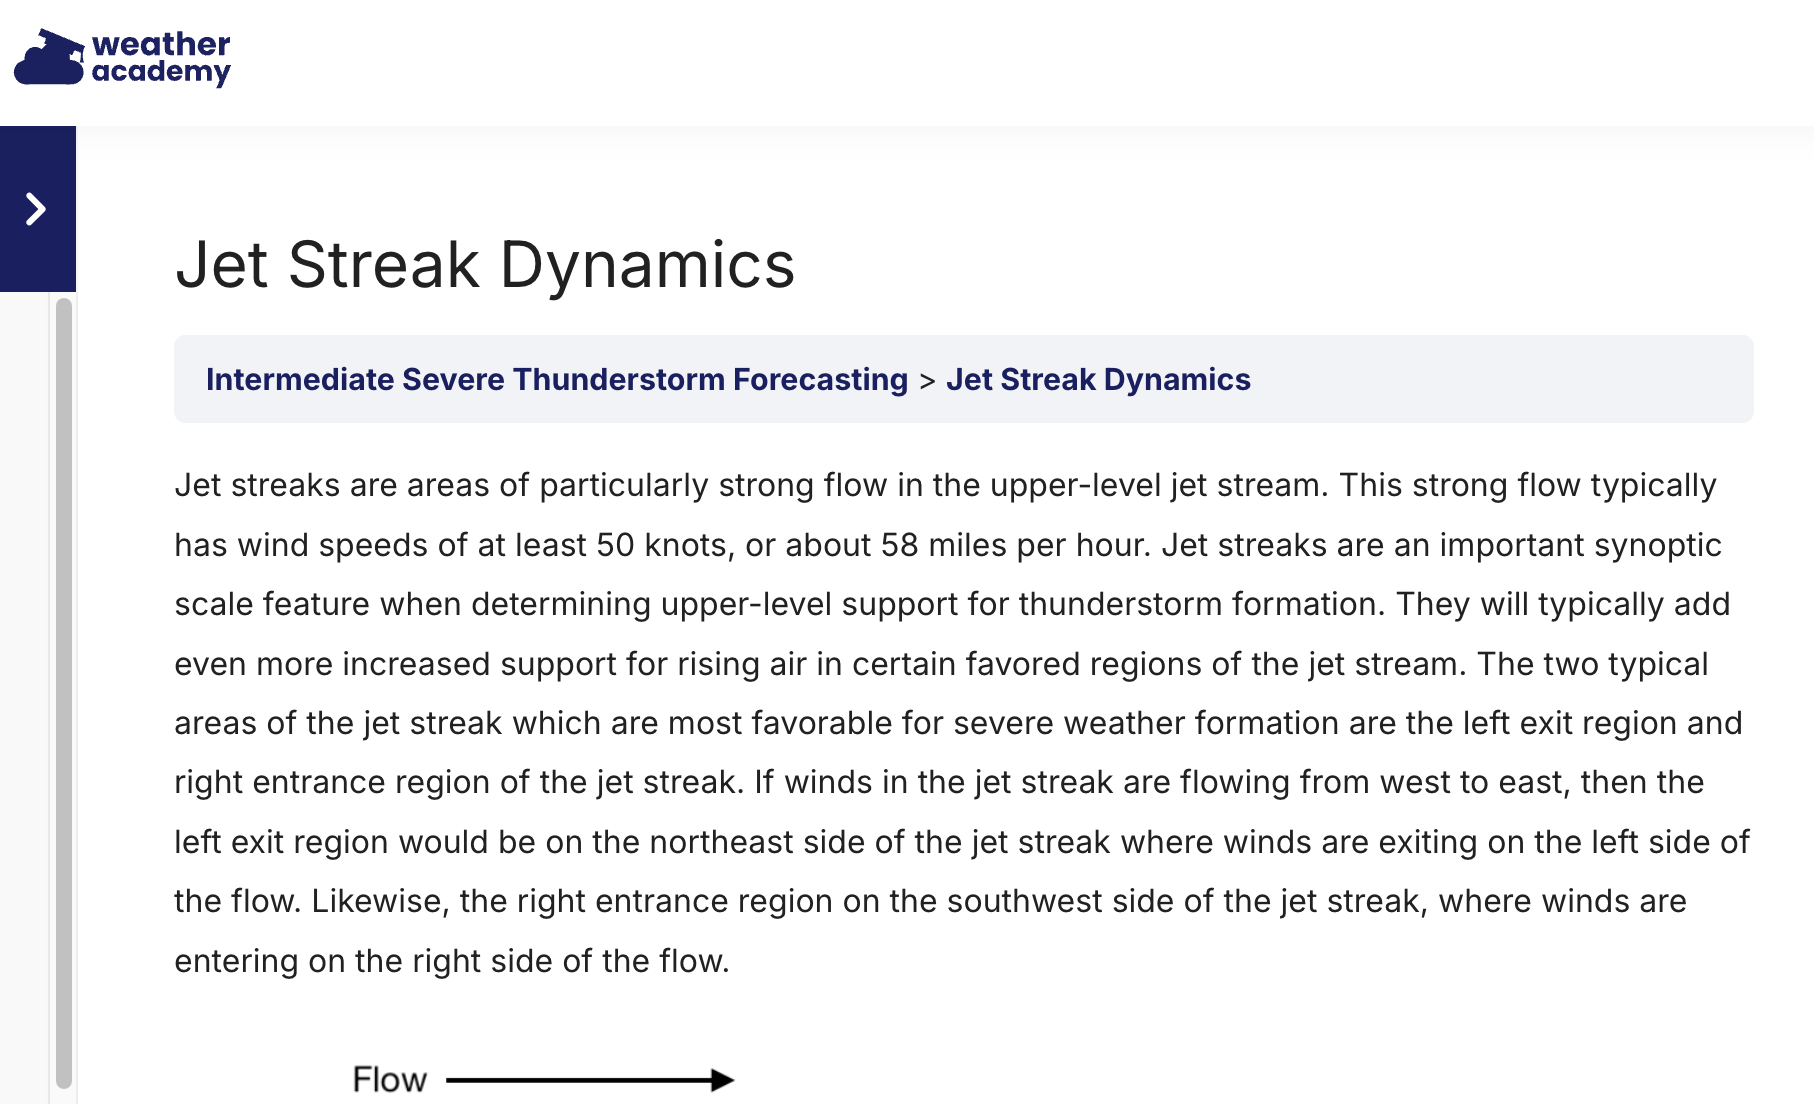 weather
academy
Jet Streak Dynamics
Intermediate Severe Thunderstorm Forecasting > Jet Streak Dynamics
Jet streaks are areas of particularly strong flow in the upper-level jet stream. This strong flow typically
has wind speeds of at least 50 knots, or about 58 miles per hour. Jet streaks are an important synoptic
scale feature when determining upper-level support for thunderstorm formation. They will typically add
even more increased support for rising air in certain favored regions of the jet stream. The two typical
areas of the jet streak which are most favorable for severe weather formation are the left exit region and
right entrance region of the jet streak. If winds in the jet streak are flowing from west to east, then the
left exit region would be on the northeast side of the jet streak where winds are exiting on the left side of
the flow. Likewise, the right entrance region on the southwest side of the jet streak, where winds are
entering on the right side of the flow.
Flow